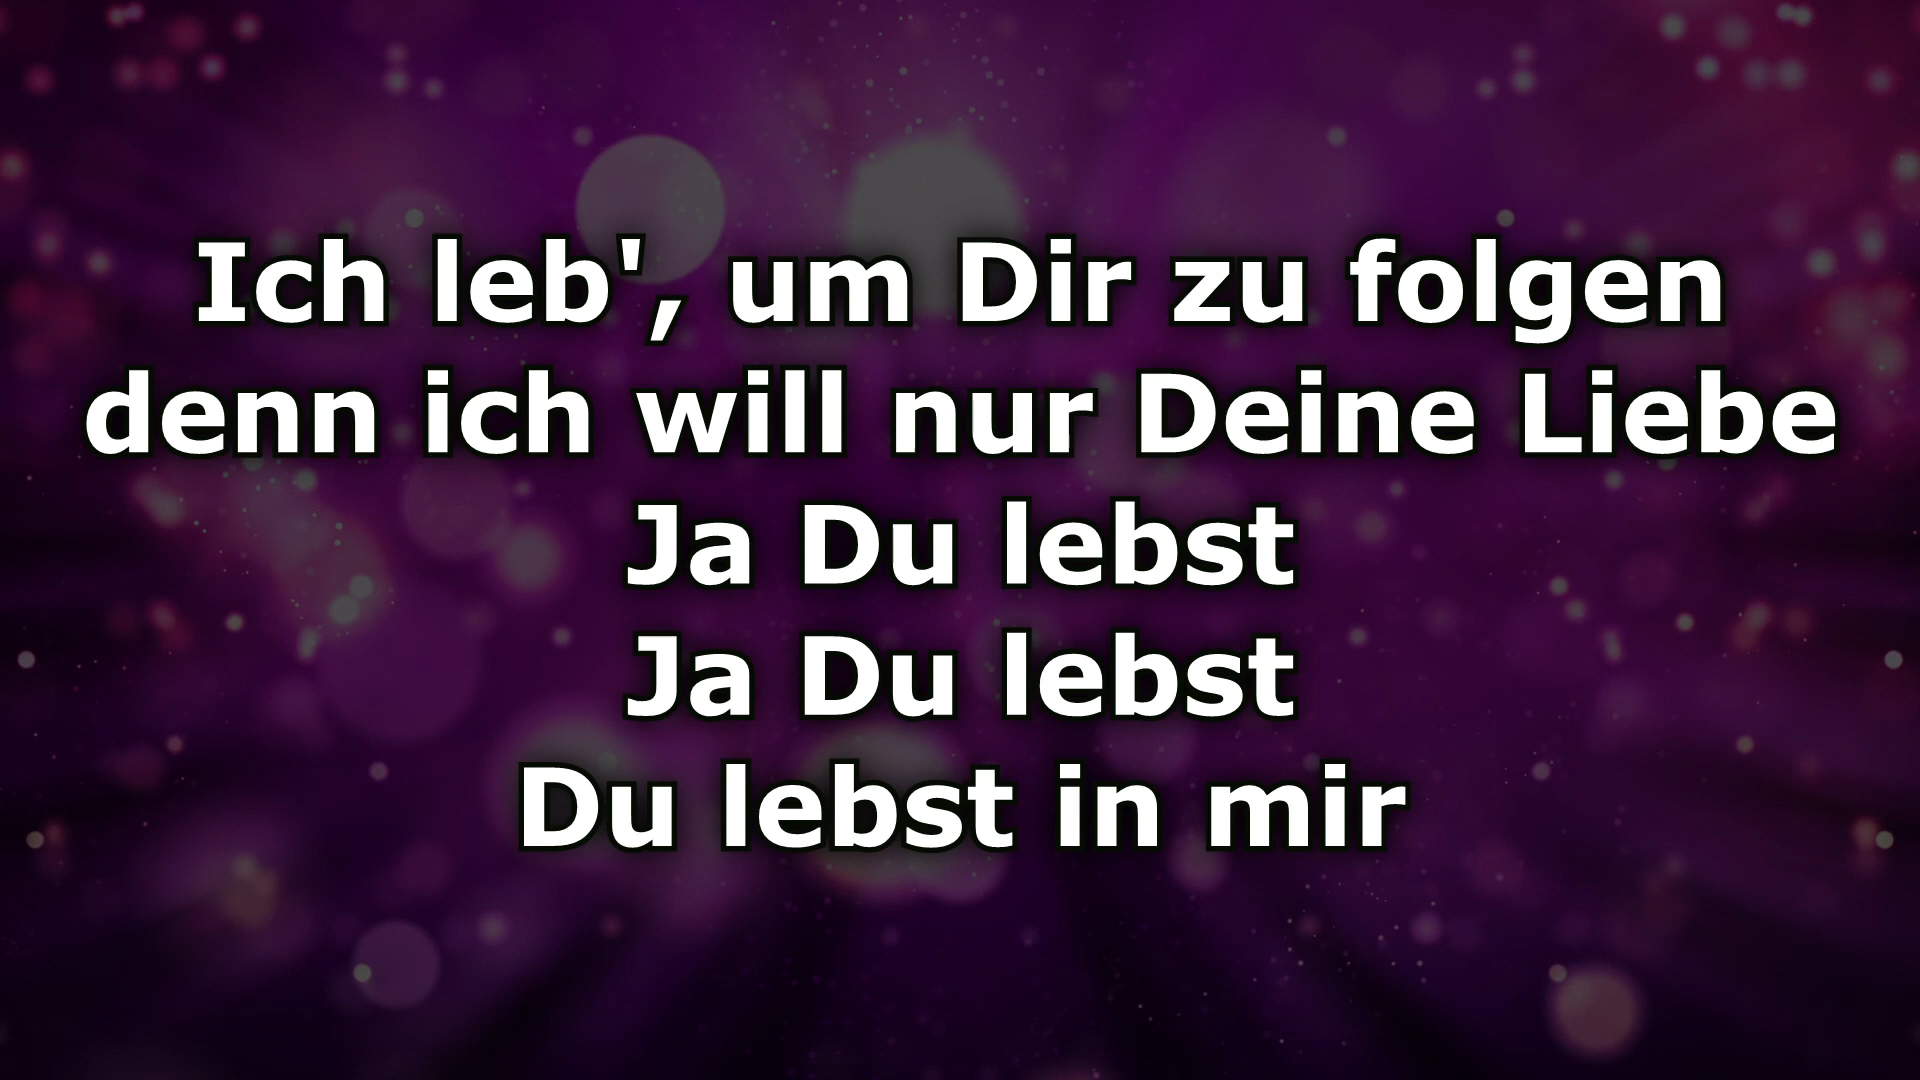 Ich leb', um Dir zu folgen
denn ich will nur Deine Liebe
Ja Du lebst
Ja Du lebst
Du lebst in mir